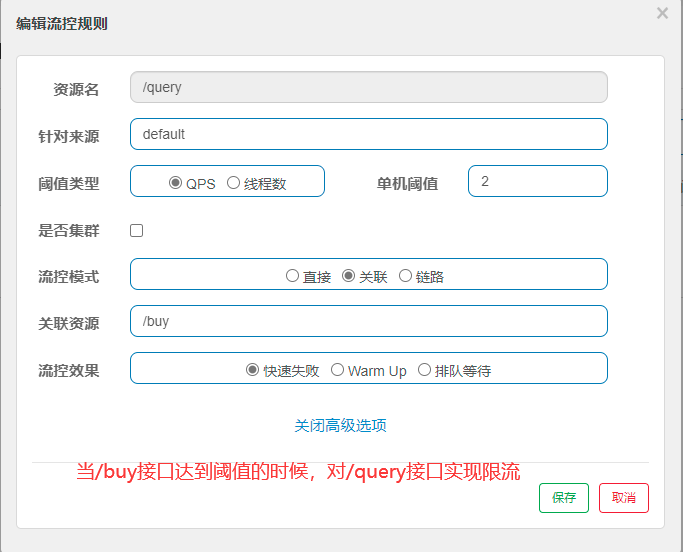 编辑流控规则
×
资源名 /query
针对来源 default
阈值类型 QPS 线程数 单机阈值 2
是否集群
流控模式 直接 关联 链路
关联资源 /buy
流控效果 快速失败 Warm Up 排队等待
关闭高级选项
当/buy接口达到阈值的时候，对/query接口实现限流
保存 取消